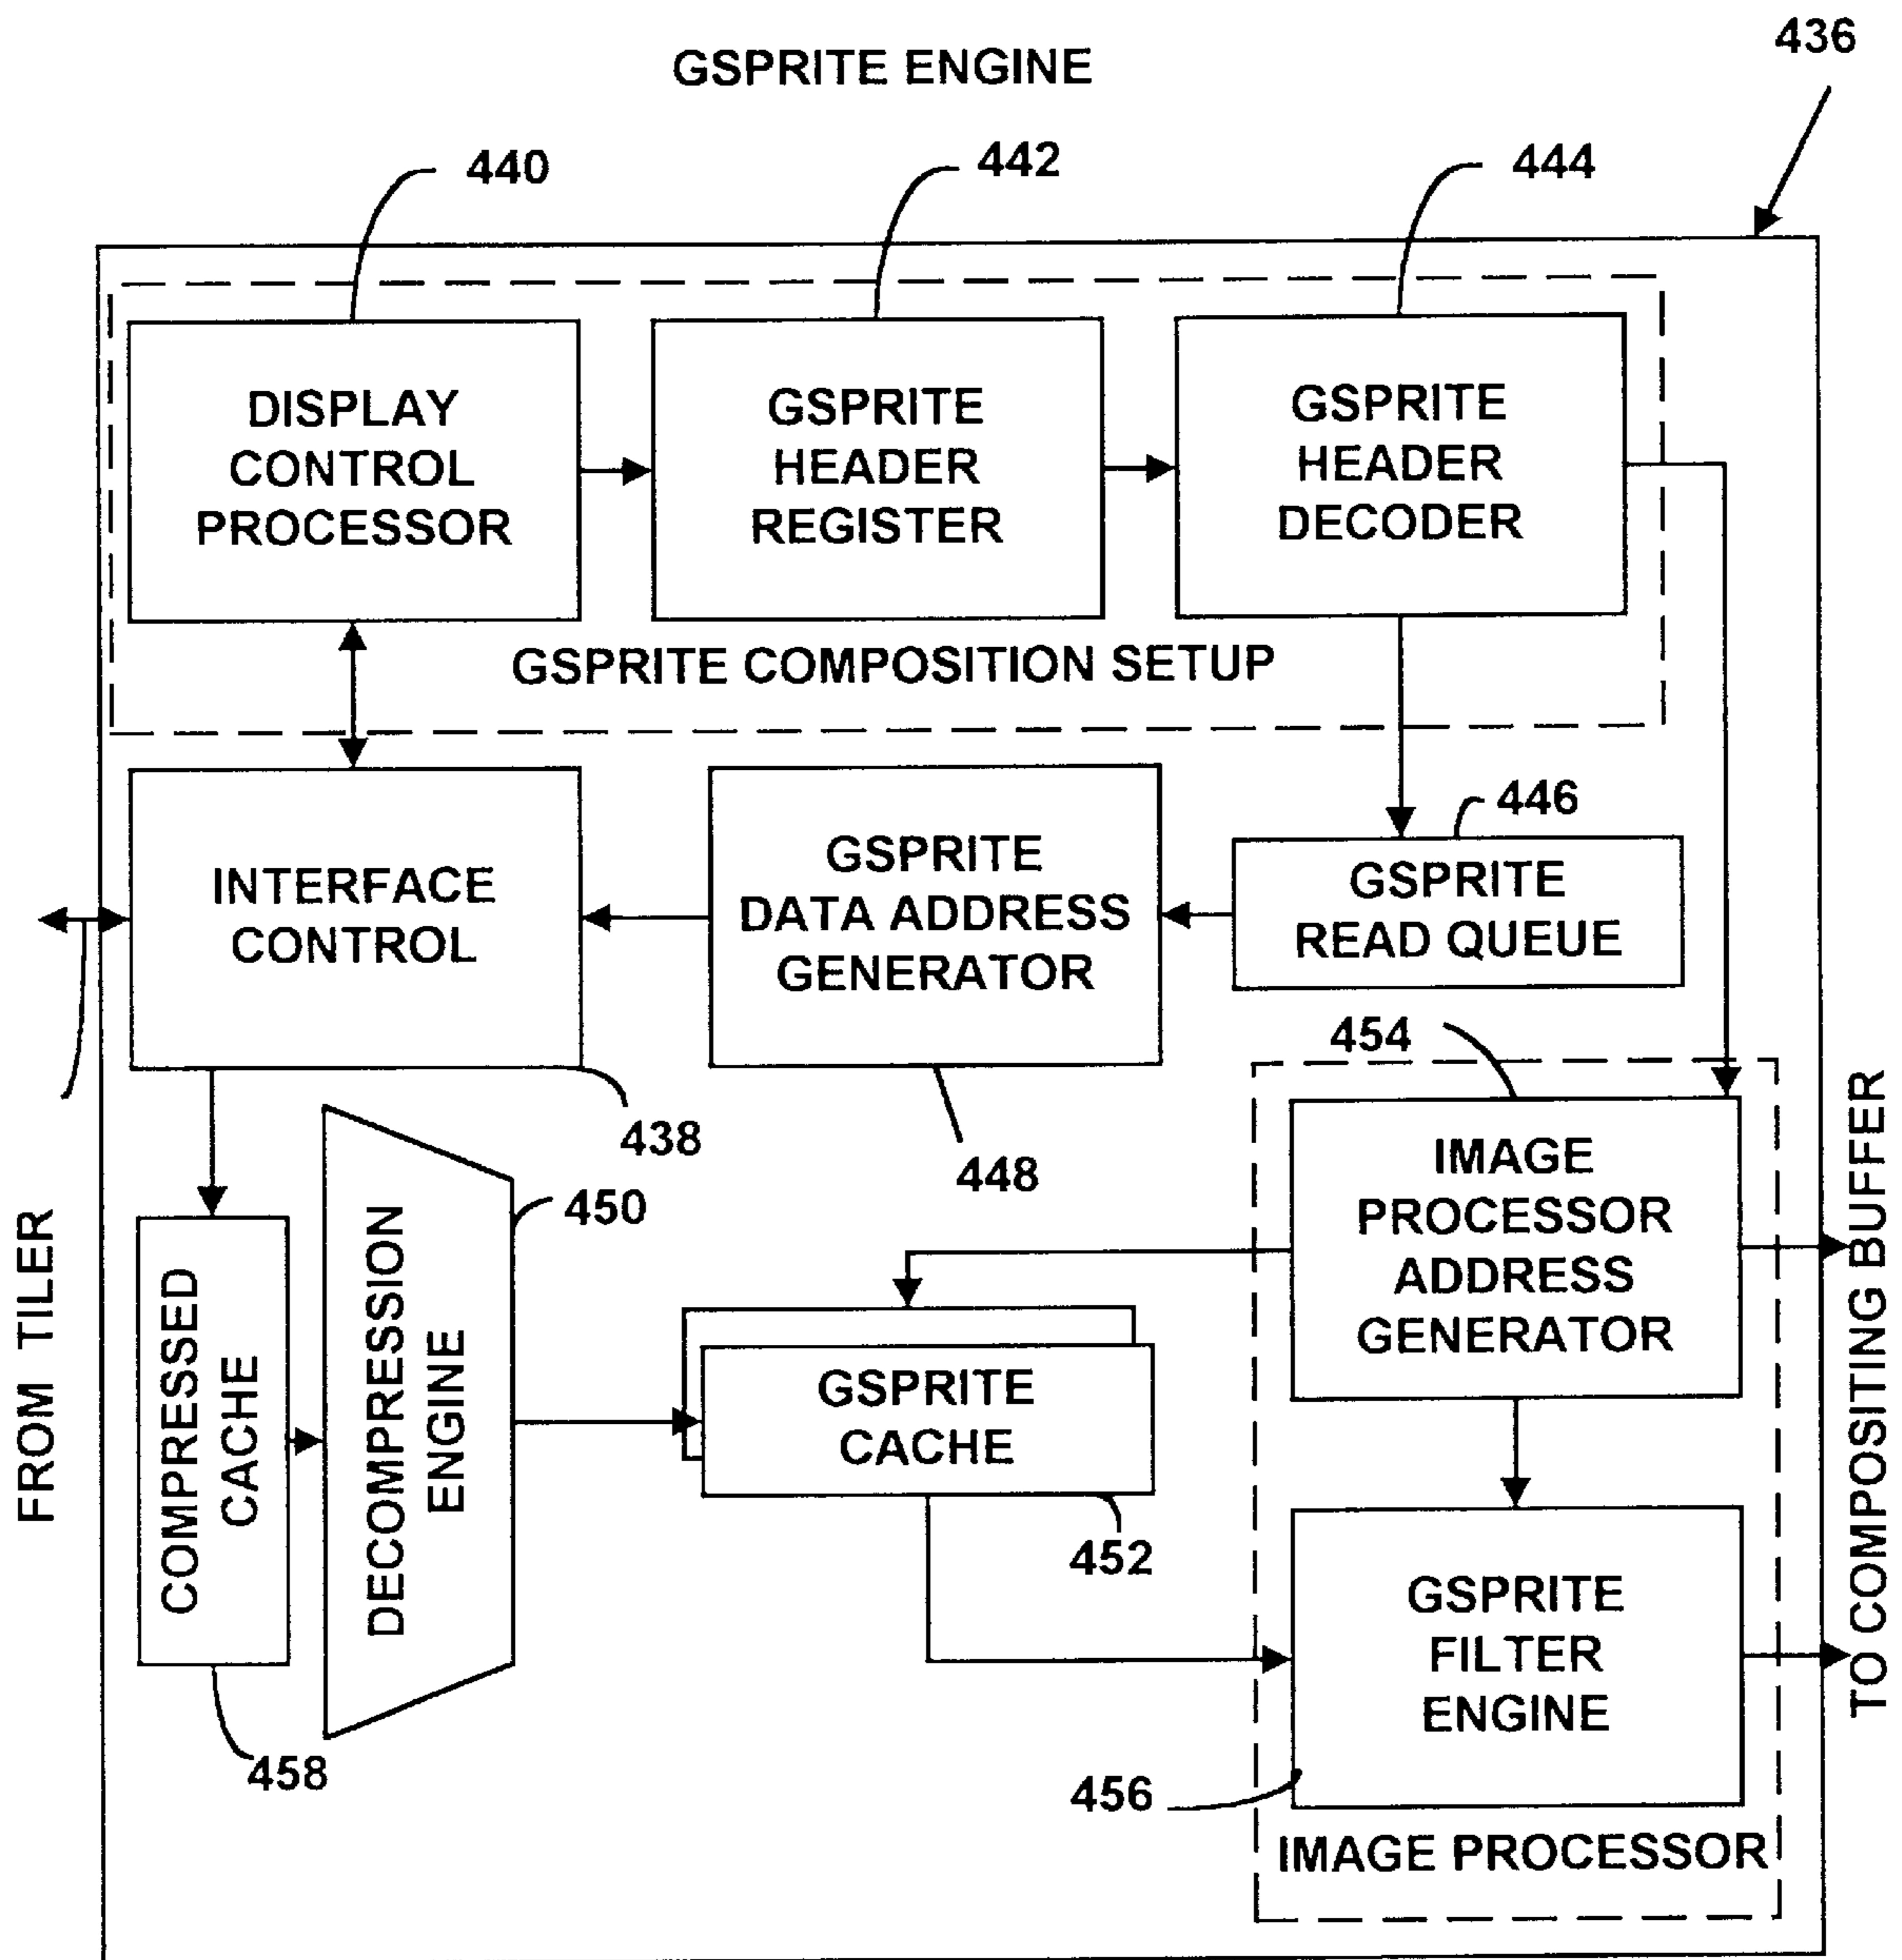 GSPRITE ENGINE
436
440
442
444
DISPLAY
CONTROL
PROCESSOR
GSPRITE
HEADER
REGISTER
GSPRITE
HEADER
DECODER
GSPRITE COMPOSITION SETUP
INTERFACE
CONTROL
438
GSPRITE
DATA ADDRESS
GENERATOR
448
446
GSPRITE
READ QUEUE
454
IMAGE
PROCESSOR
ADDRESS
GENERATOR
FROM TILER
COMPRESSED
CACHE
458
DECOMPRESSION
ENGINE
450
GSPRITE
CACHE
452
GSPRITE
FILTER
ENGINE
456
IMAGE PROCESSOR
TO COMPOSITING BUFFER